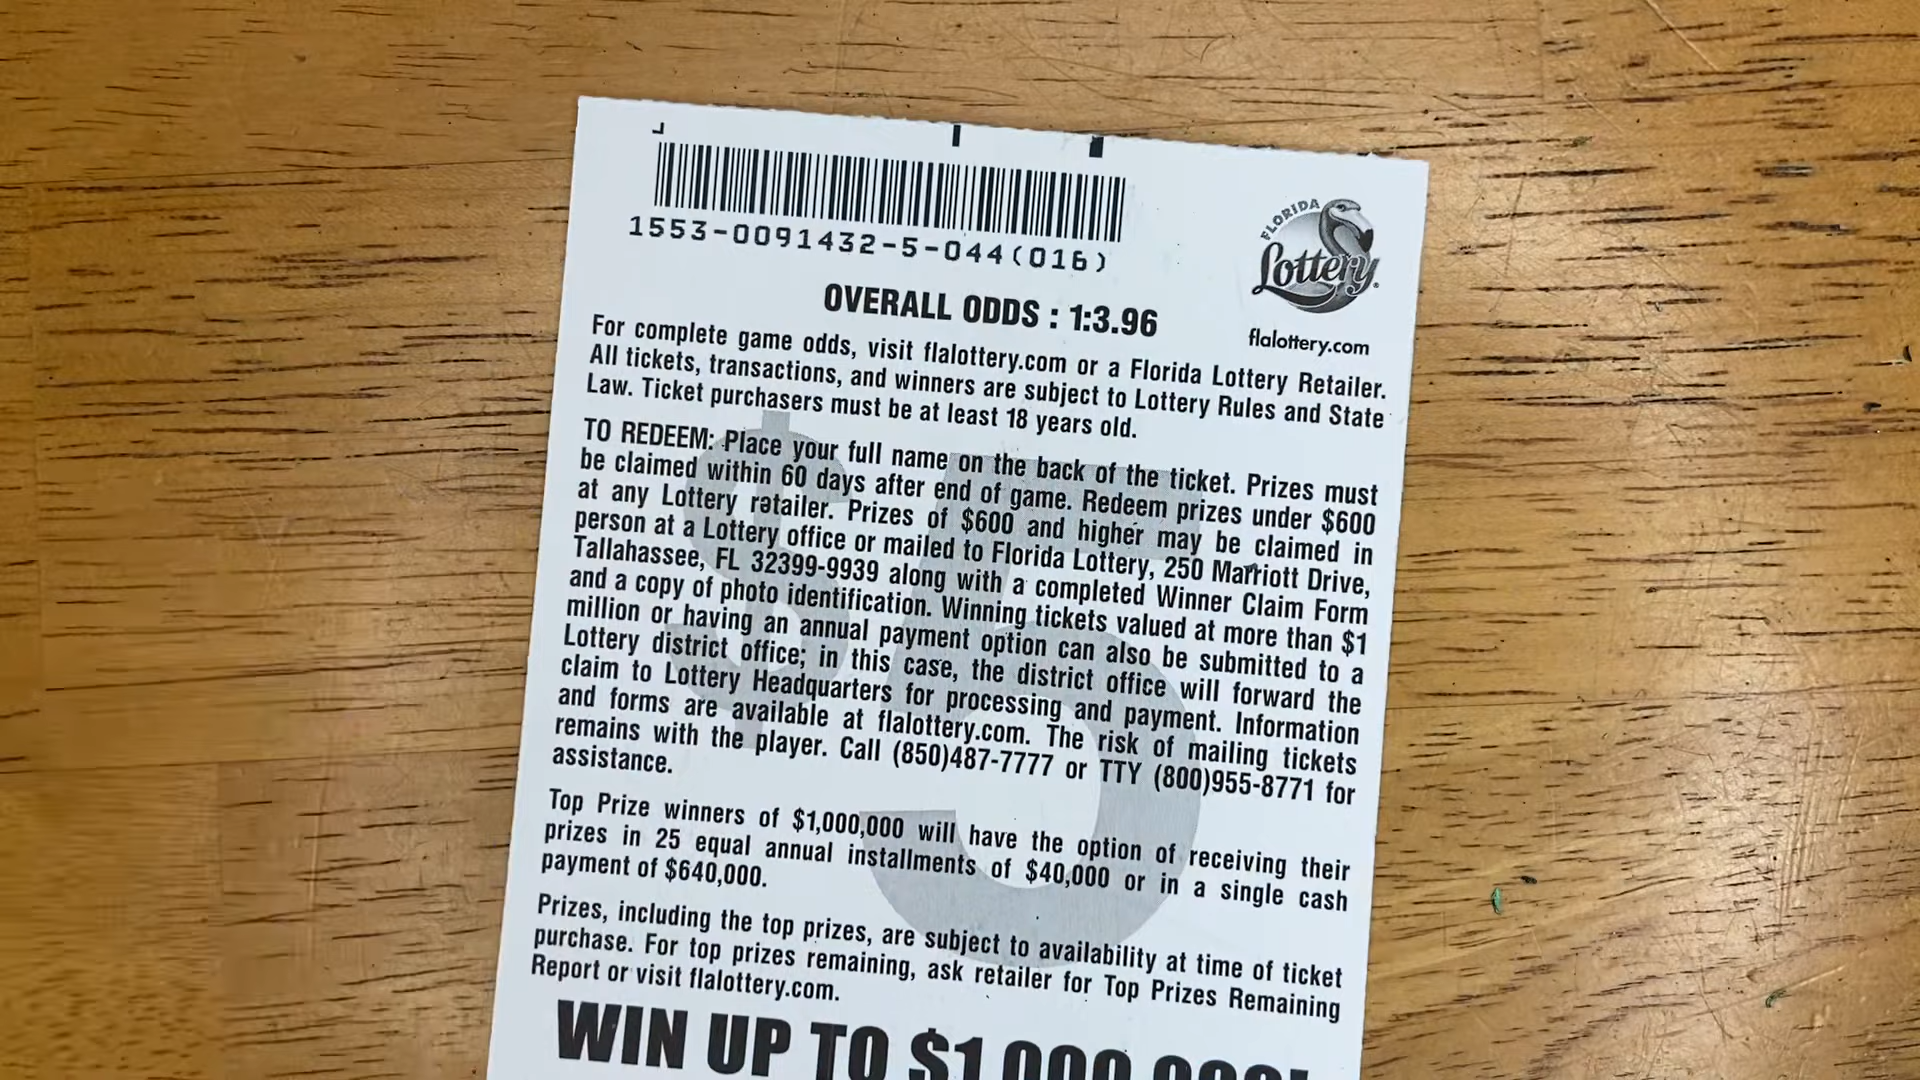 1553-0091432-5-044(016)
FLORIDA
Lottery
flalottery.com
OVERALL ODDS : 1:3.96
For complete game odds, visit flalottery.com or a Florida Lottery Retailer.
All tickets, transactions, and winners are subject to Lottery Rules and State
Law. Ticket purchasers must be at least 18 years old.
TO REDEEM: Place your full name on the back of the ticket. Prizes must
be claimed within 60 days after end of game. Redeem prizes under $600
at any Lottery retailer. Prizes of $600 and higher may be claimed in
person at a Lottery office or mailed to Florida Lottery, 250 Marriott Drive,
Tallahassee, FL 32399-9939 along with a completed Winner Claim Form
and a copy of photo identification. Winning tickets valued at more than $1
million or having an annual payment option can also be submitted to a
Lottery district office; in this case, the district office will forward the
claim to Lottery Headquarters for processing and payment. Information
and forms are available at flalottery.com. The risk of mailing tickets
remains with the player. Call (850)487-7777 or TTY (800)955-8771 for
assistance.
$5
Top Prize winners of $1,000,000 will have the option of receiving their
prizes in 25 equal annual installments of $40,000 or in a single cash
payment of $640,000.
Prizes, including the top prizes, are subject to availability at time of ticket
purchase. For top prizes remaining, ask retailer for Top Prizes Remaining
Report or visit flalottery.com.
WIN UP TO $1,000,000!